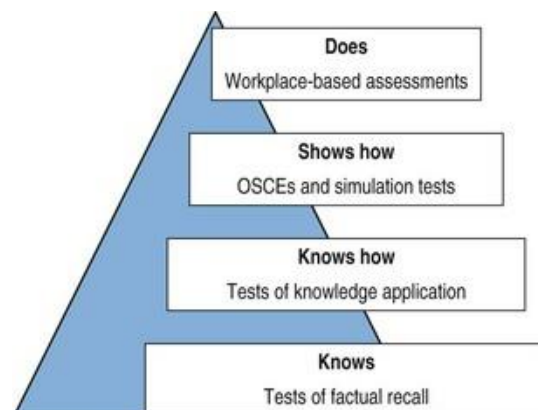 Does
Workplace-based assessments
Shows how
OSCEs and simulation tests
Knows how
Tests of knowledge application
Knows
Tests of factual recall